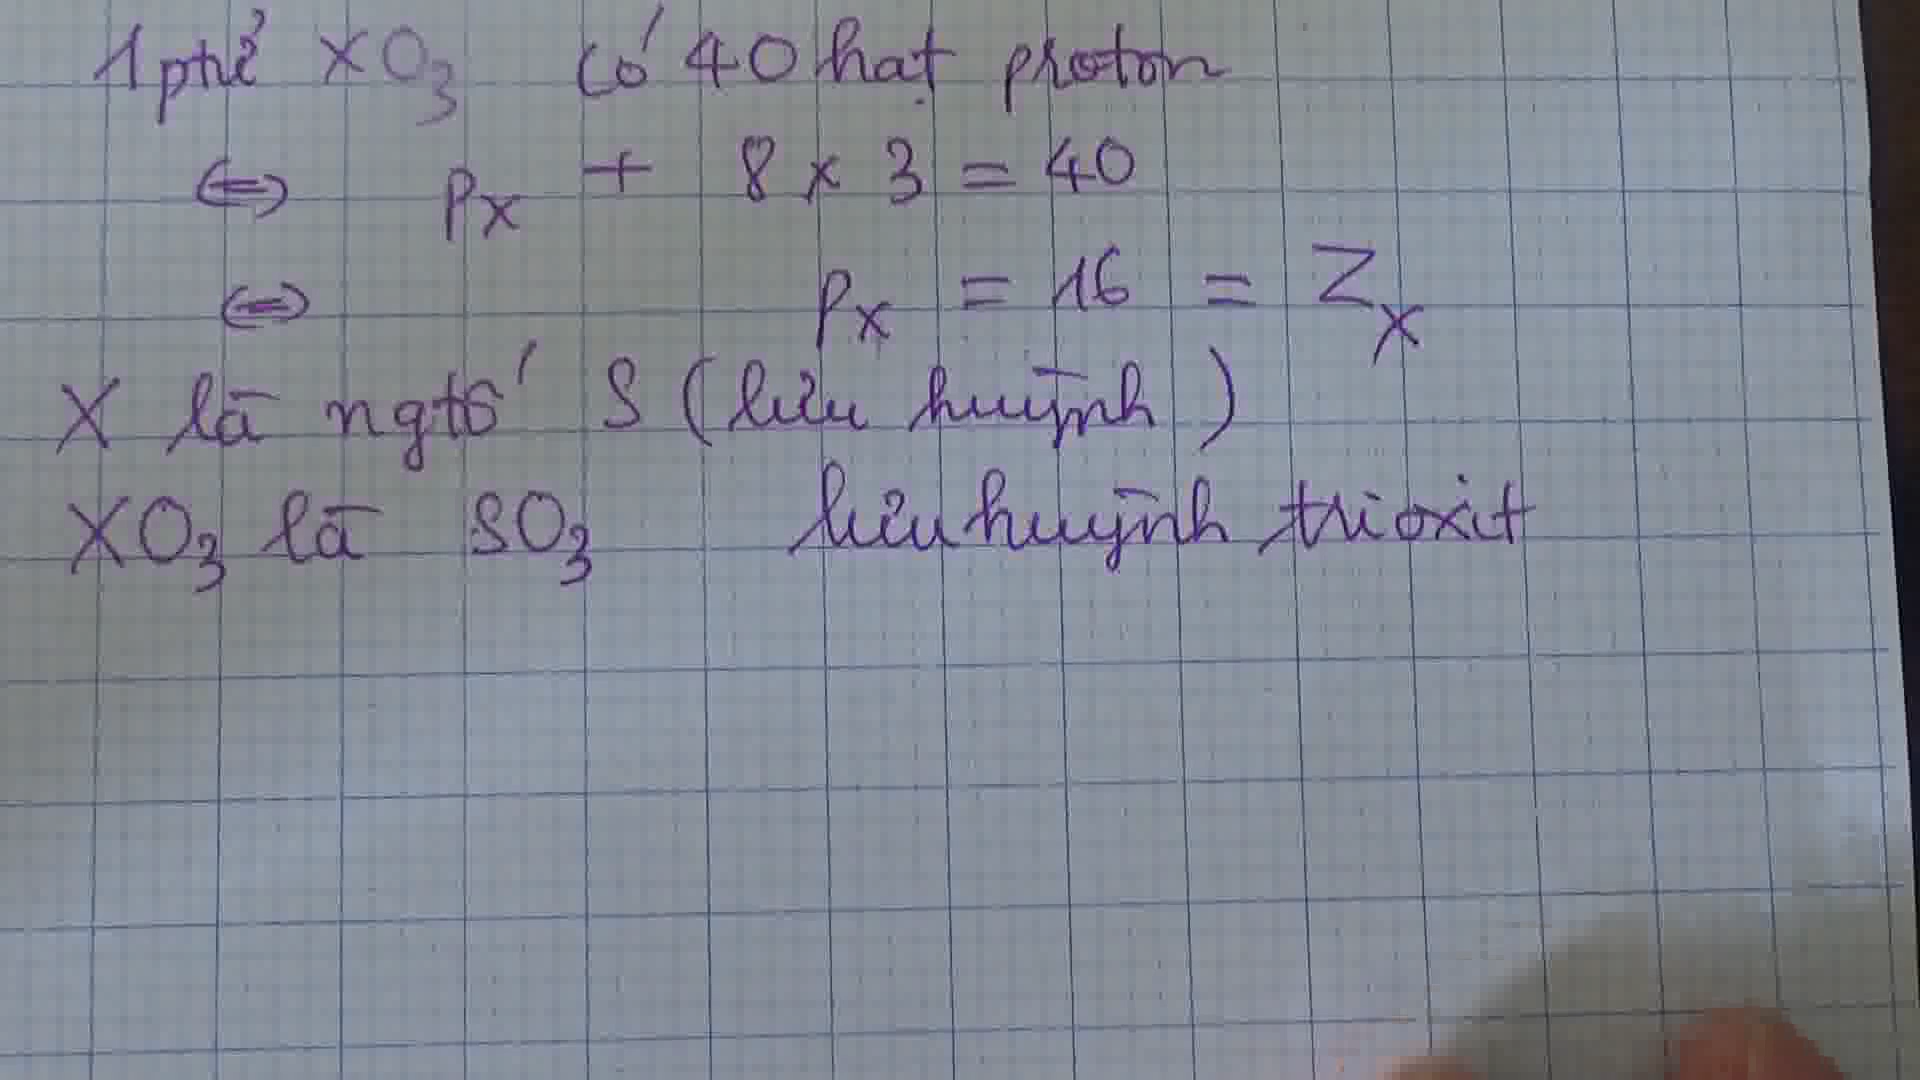 1 ptử XO₃ có 40 hạt proton
⇔ pₓ + 8 × 3 = 40
⇔ pₓ = 16 = Zₓ
X là ngtố S (lưu huỳnh)
XO₃ là SO₃ lưu huỳnh trioxit